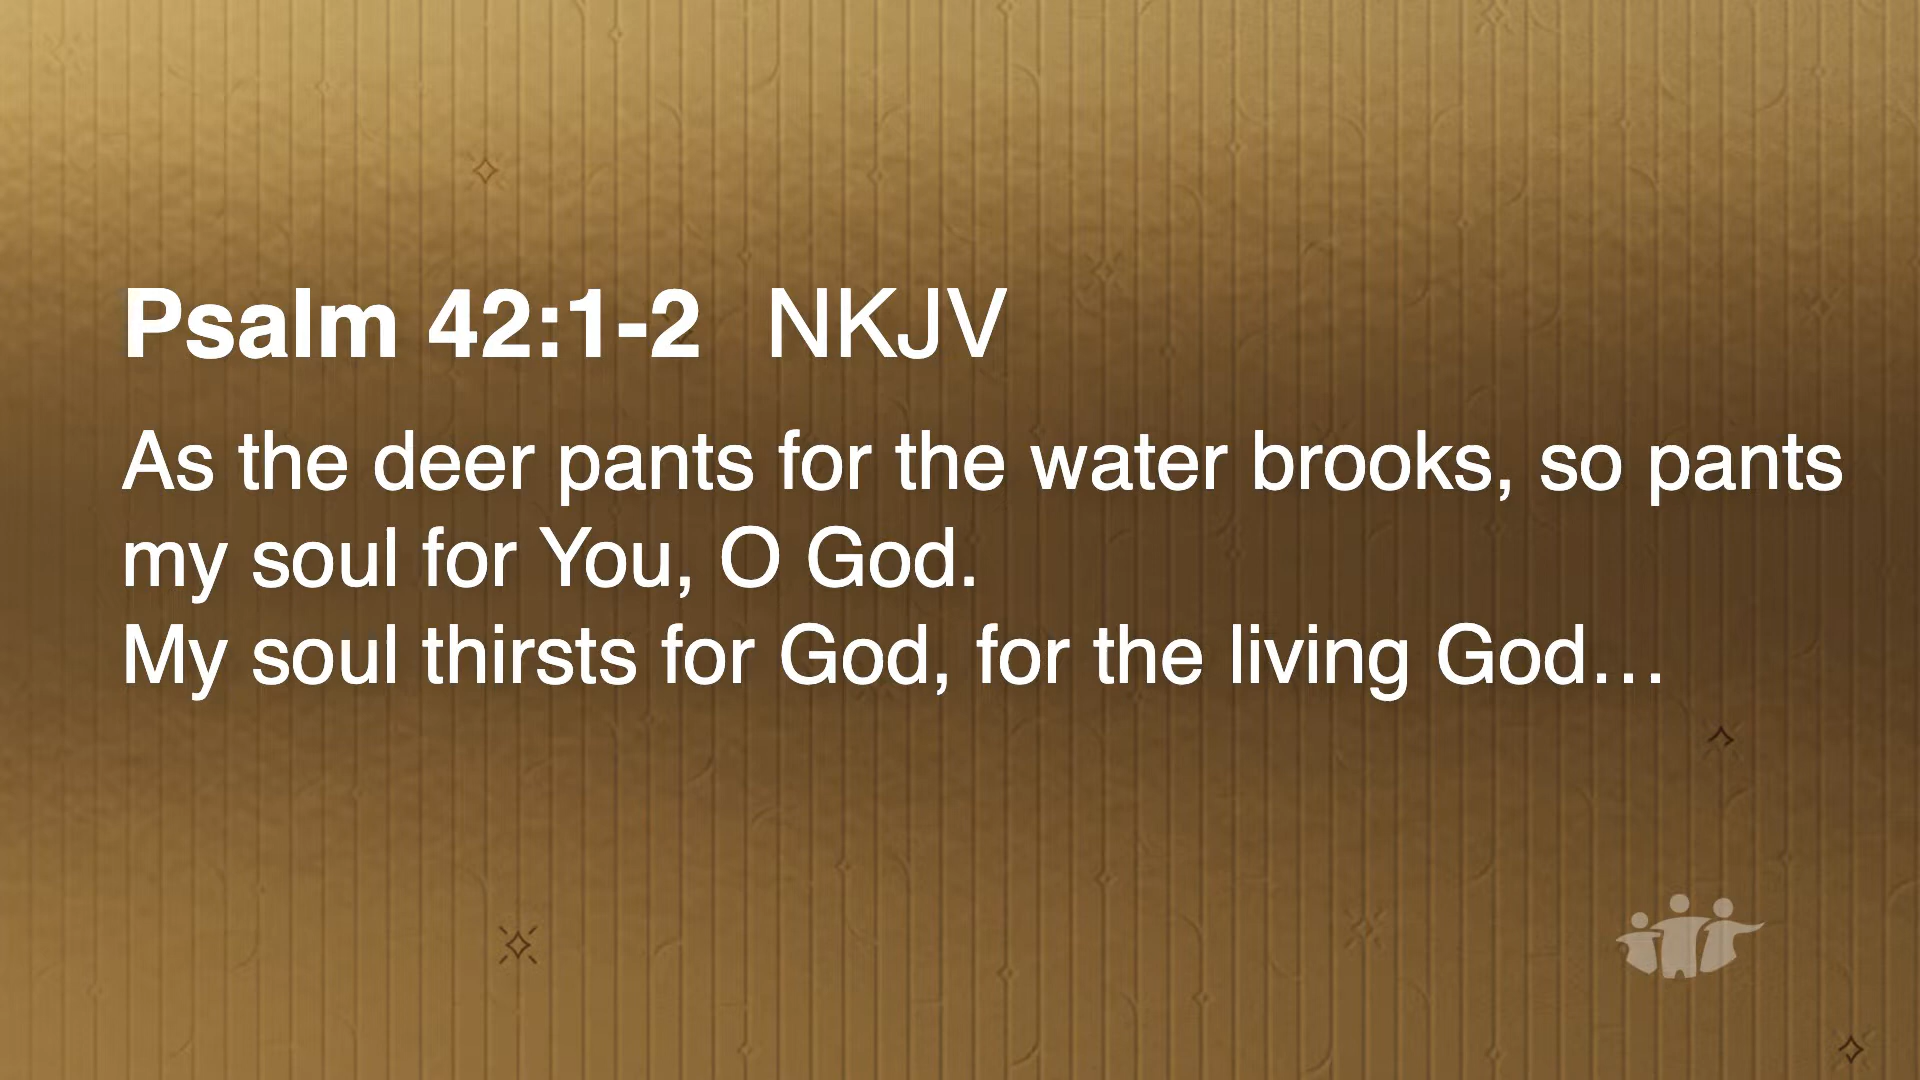 Psalm 42:1-2 NKJV
As the deer pants for the water brooks, so pants
my soul for You, O God.
My soul thirsts for God, for the living God…